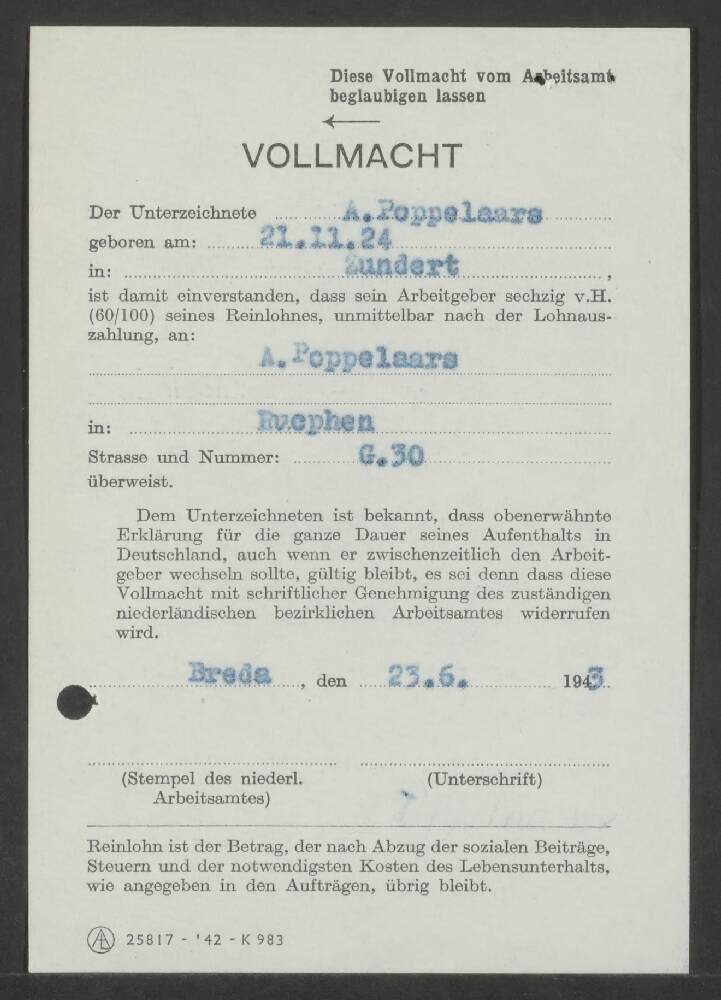 Diese Vollmacht vom Arbeitsamt
beglaubigen lassen
VOLLMACHT
Der Unterzeichnete A. Poppelaars
geboren am: 21.11.24
in: Zundert ,
ist damit einverstanden, dass sein Arbeitgeber sechzig v.H.
(60/100) seines Reinlohnes, unmittelbar nach der Lohnaus-
zahlung, an:
A. Poppelaars
in: Rucphen
Strasse und Nummer: G.30
überweist.
Dem Unterzeichneten ist bekannt, dass obenerwähnte
Erklärung für die ganze Dauer seines Aufenthalts in
Deutschland, auch wenn er zwischenzeitlich den Arbeit-
geber wechseln sollte, gültig bleibt, es sei denn dass diese
Vollmacht mit schriftlicher Genehmigung des zuständigen
niederländischen bezirklichen Arbeitsamtes widerrufen
wird.
Breda , den 23.6. 1943
(Stempel des niederl. (Unterschrift)
Arbeitsamtes)
Reinlohn ist der Betrag, der nach Abzug der sozialen Beiträge,
Steuern und der notwendigsten Kosten des Lebensunterhalts,
wie angegeben in den Aufträgen, übrig bleibt.
25817 - '42 - K 983